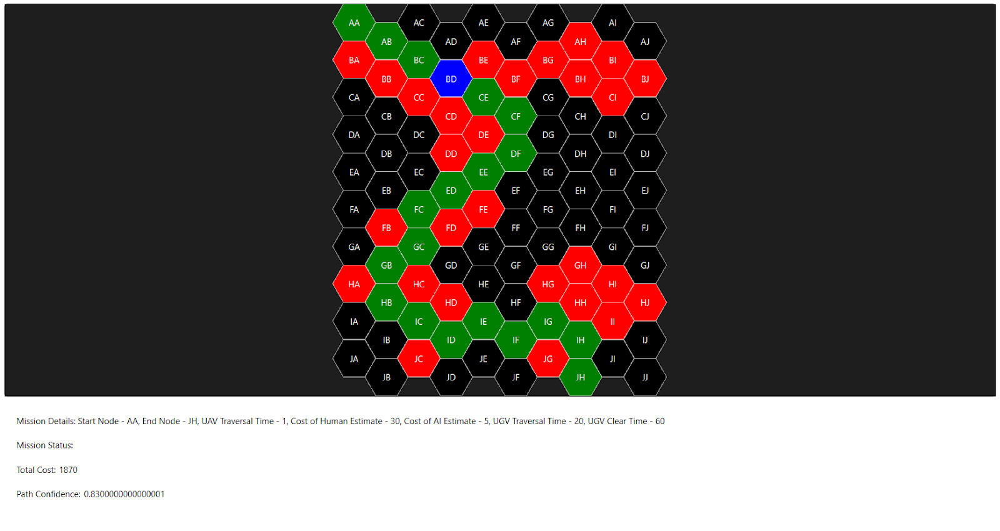 AA AC AE AG AI
AB AD AF AH AJ
BA BC BE BG BI
BB BD BF BH BJ
CA CC CE CG CI
CB CD CF CH CJ
DA DC DE DG DI
DB DD DF DH DJ
EA EC EE EG EI
EB ED EF EH EJ
FA FC FE FG FI
FB FD FF FH FJ
GA GC GE GG GI
GB GD GF GH GJ
HA HC HE HG HI
HB HD HF HH HJ
IA IC IE IG II
IB ID IF IH IJ
JA JC JE JG JI
JB JD JF JH JJ
Mission Details: Start Node - AA, End Node - JH, UAV Traversal Time - 1, Cost of Human Estimate - 30, Cost of AI Estimate - 5, UGV Traversal Time - 20, UGV Clear Time - 60
Mission Status:
Total Cost: 1870
Path Confidence: 0.8300000000000001